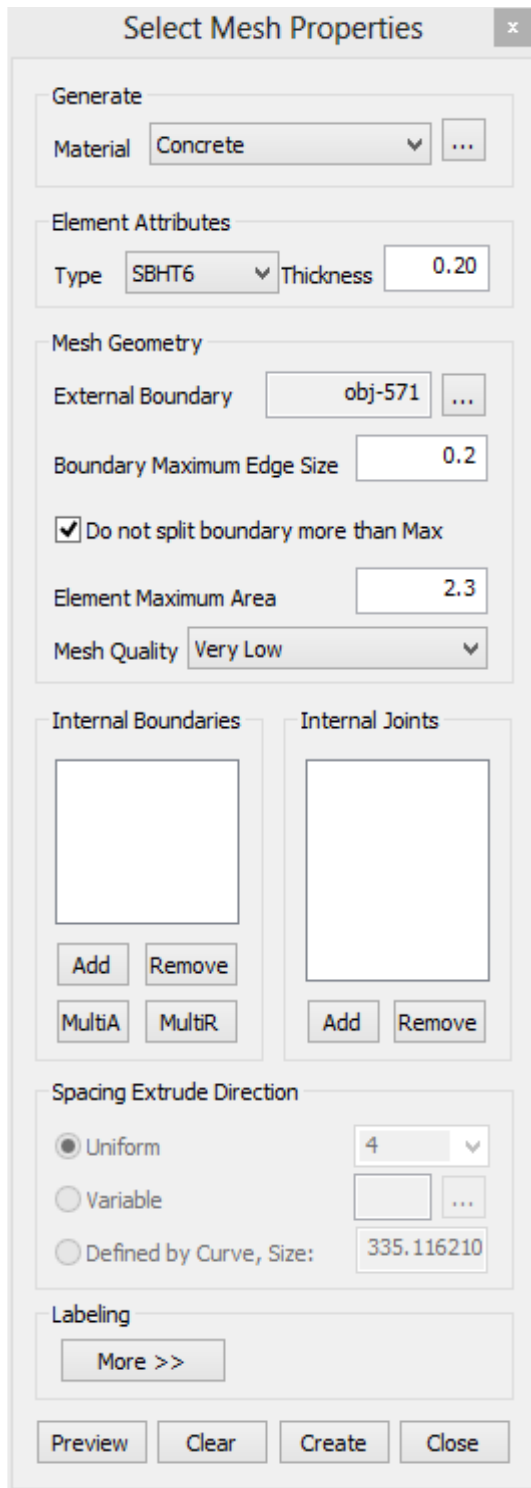 Select Mesh Properties x
Generate
Material Concrete ...
Element Attributes
Type SBHT6 Thickness 0.20
Mesh Geometry
External Boundary obj-571 ...
Boundary Maximum Edge Size 0.2
Do not split boundary more than Max
Element Maximum Area 2.3
Mesh Quality Very Low
Internal Boundaries Internal Joints
Add Remove
MultiA MultiR Add Remove
Spacing Extrude Direction
Uniform 4
Variable ...
Defined by Curve, Size: 335.116210
Labeling
More >>
Preview Clear Create Close